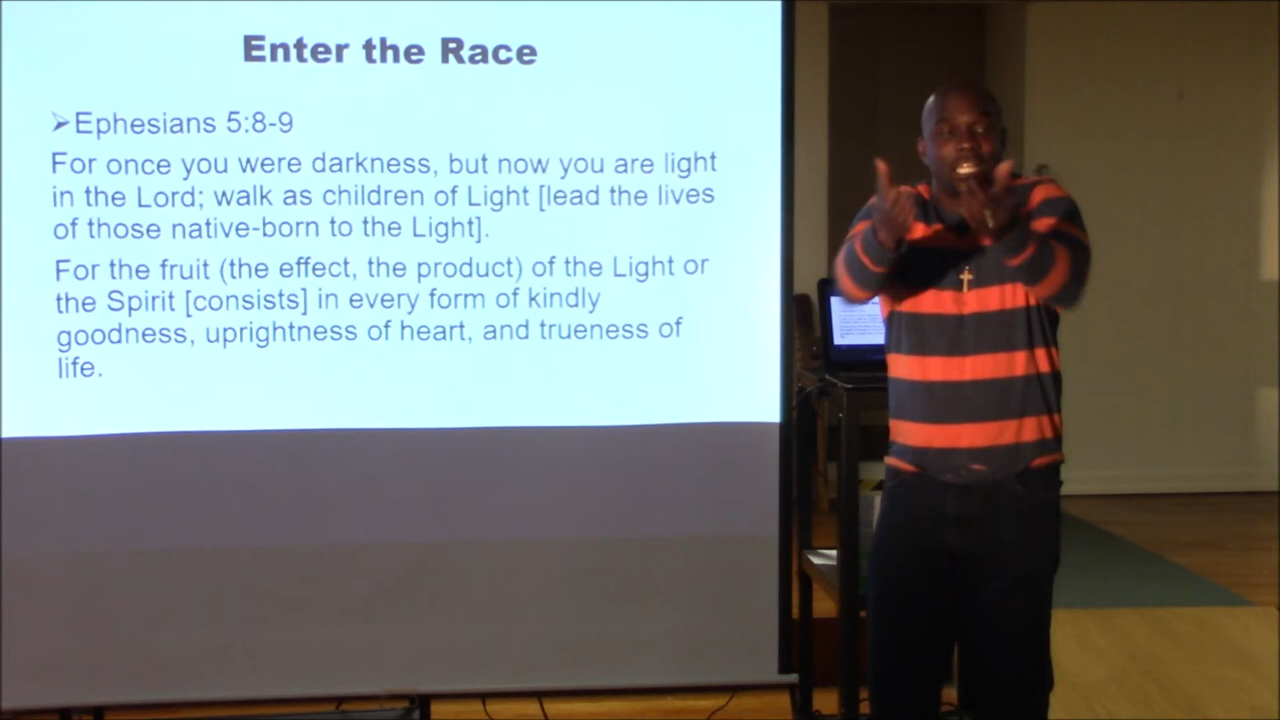 Enter the Race
➢Ephesians 5:8-9
For once you were darkness, but now you are light
in the Lord; walk as children of Light [lead the lives
of those native-born to the Light].
For the fruit (the effect, the product) of the Light or
the Spirit [consists] in every form of kindly
goodness, uprightness of heart, and trueness of
life.